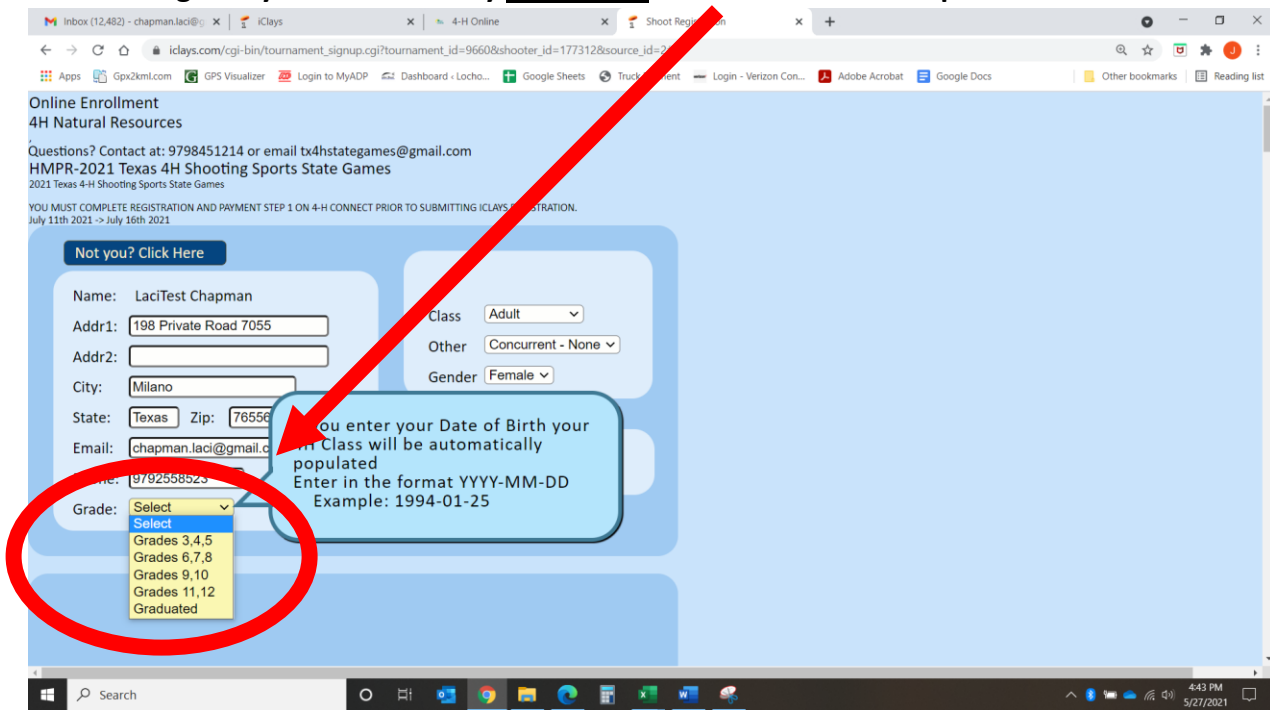 Inbox (12,482) - chapman.laci@g
iClays
4-H Online
Shoot Reg
iclays.com/cgi-bin/tournament_signup.cgi?tournament_id=9660&shooter_id=177312&source_id=2
Apps
Gpx2kml.com
GPS Visualizer
Login to MyADP
Dashboard ‹ Locho...
Google Sheets
Login - Verizon Con...
Adobe Acrobat
Google Docs
Other bookmarks
Reading list
Online Enrollment
4H Natural Resources
,
Questions? Contact at: 9798451214 or email tx4hstategames@gmail.com
HMPR-2021 Texas 4H Shooting Sports State Games
2021 Texas 4-H Shooting Sports State Games
YOU MUST COMPLETE REGISTRATION AND PAYMENT STEP 1 ON 4-H CONNECT PRIOR TO SUBMITTING ICLAYS
July 11th 2021 -> July 16th 2021
Not you? Click Here
Name: LaciTest Chapman
Addr1: 198 Private Road 7055
Addr2:
City: Milano
State: Texas Zip: 76556
Email: chapman.laci@gmail.c
9792558523
Grade: Select
Select
Grades 3,4,5
Grades 6,7,8
Grades 9,10
Grades 11,12
Graduated
Class Adult
Other Concurrent - None
Gender Female
you enter your Date of Birth your
Class will be automatically
populated
Enter in the format YYYY-MM-DD
Example: 1994-01-25
Search
4:43 PM
5/27/2021